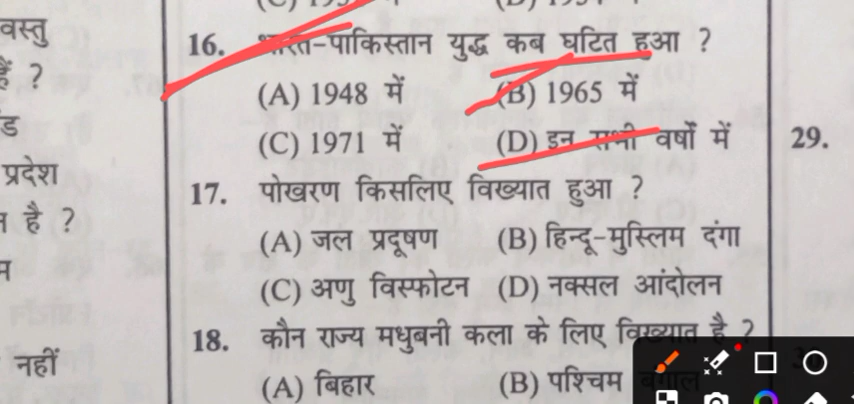 वस्तु
हैं ?
प्रदेश
है ?
नहीं
16. भारत-पाकिस्तान युद्ध कब घटित हुआ ?
(A) 1948 में (B) 1965 में
(C) 1971 में (D) इन सभी वर्षों में
17. पोखरण किसलिए विख्यात हुआ ?
(A) जल प्रदूषण (B) हिन्दू-मुस्लिम दंगा
(C) अणु विस्फोटन (D) नक्सल आंदोलन
18. कौन राज्य मधुबनी कला के लिए विख्यात है ?
(A) बिहार (B) पश्चिम बंगाल
29.